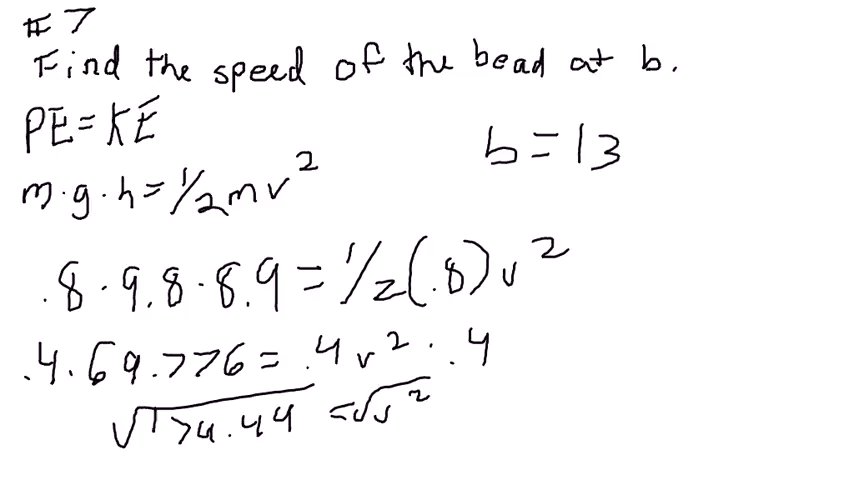 #7
Find the speed of the bead at b.
PE=KE
b=13
m·g·h=1/2mv²
.8·9.8·8.9=1/2(.8)v²
.4·69.776=.4v²·.4
√174.44=√v²